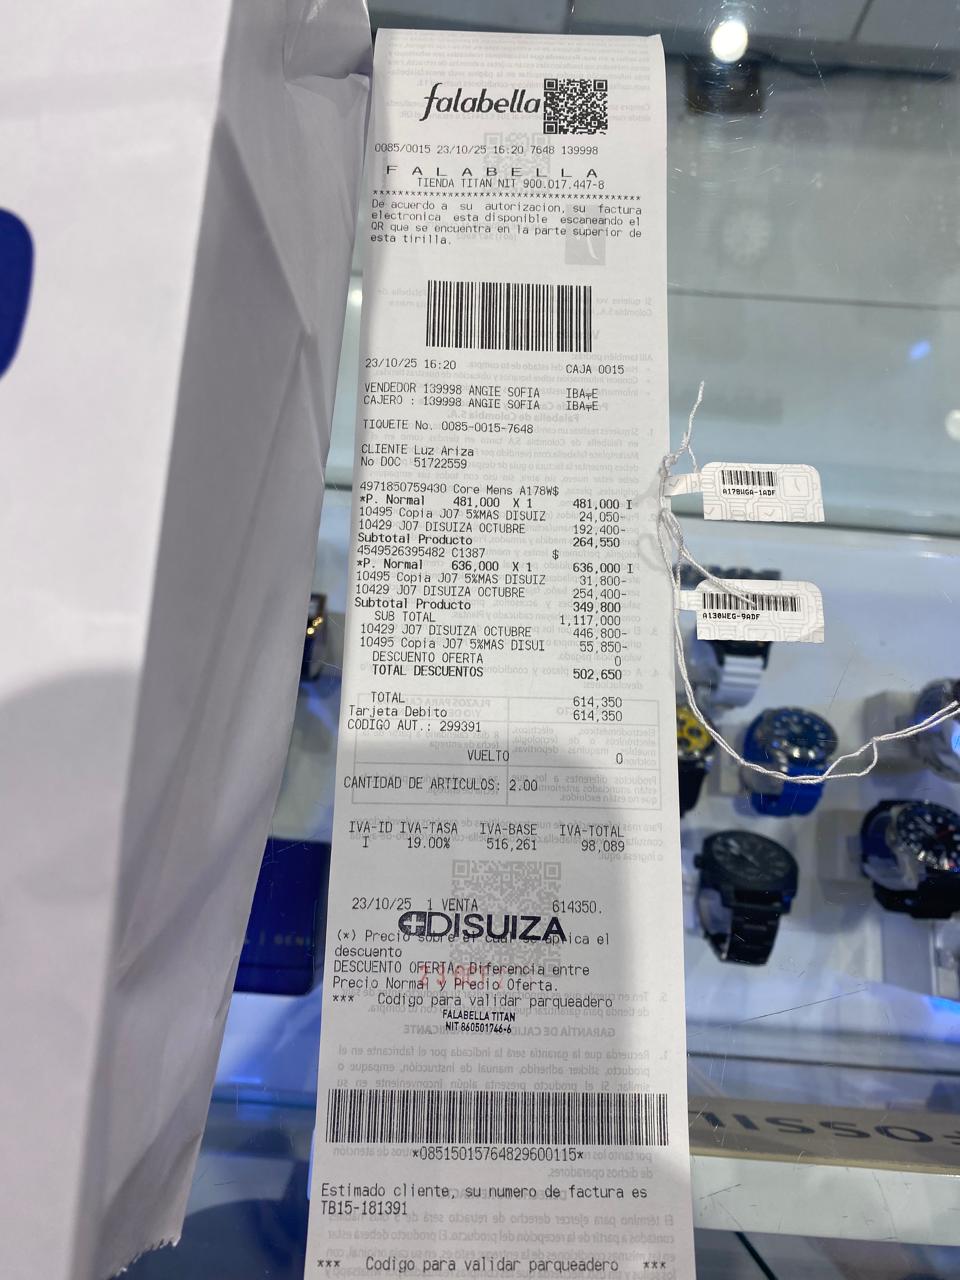 falabella
0085/0015 23/10/25 16:20 7648 139998
F A L A B E L L A
TIENDA TITAN NIT 900.017.447-8
****************************************
De acuerdo a su autorizacion, su factura
electronica esta disponible escaneando el
QR que se encuentra en la parte superior de
esta tirilla.
23/10/25 16:20 CAJA 0015
VENDEDOR 139998 ANGIE SOFIA
CAJERO : 139998 ANGIE SOFIA
TIQUETE No. 0085-0015-7648
CLIENTE Luz Ariza
No DOC 51722559
4971850759430 Core Mens A178W$
*P. Normal 481,000 X 1 481,000 I
10495 Copia J07 5%MAS DISUIZ 24,050-
10429 J07 DISUIZA OCTUBRE 192,400-
Subtotal Producto 264,550
4549526395482 C1387 $
*P. Normal 636,000 X 1 636,000 I
10495 Copia J07 5%MAS DISUIZ 31,800-
10429 J07 DISUIZA OCTUBRE 254,400-
Subtotal Producto 349,800
SUB TOTAL 1,117,000
10429 J07 DISUIZA OCTUBRE 446,800-
10495 Copia J07 5%MAS DISUI 55,850-
DESCUENTO OFERTA 0
TOTAL DESCUENTOS 502,650
TOTAL 614,350
Tarjeta Debito 614,350
CODIGO AUT.: 299391
VUELTO 0
CANTIDAD DE ARTICULOS: 2.00
IVA-ID IVA-TASA IVA-BASE IVA-TOTAL
I 19.00% 516,261 98,089
23/10/25 1 VENTA 614350.
DISUIZA
(*) Precio sobre el cual se aplica el
descuento
DESCUENTO OFERTA: Diferencia entre
Precio Normal y Precio Oferta.
*** Codigo para validar parqueadero
FALABELLA TITAN
NIT 860501746-6
*08515015764829600115*
Estimado cliente, su numero de factura es
TB15-181391
*** Codigo para validar parqueadero ***
A178WGA-1ADF
A130WEG-9ADF
FOSSIL